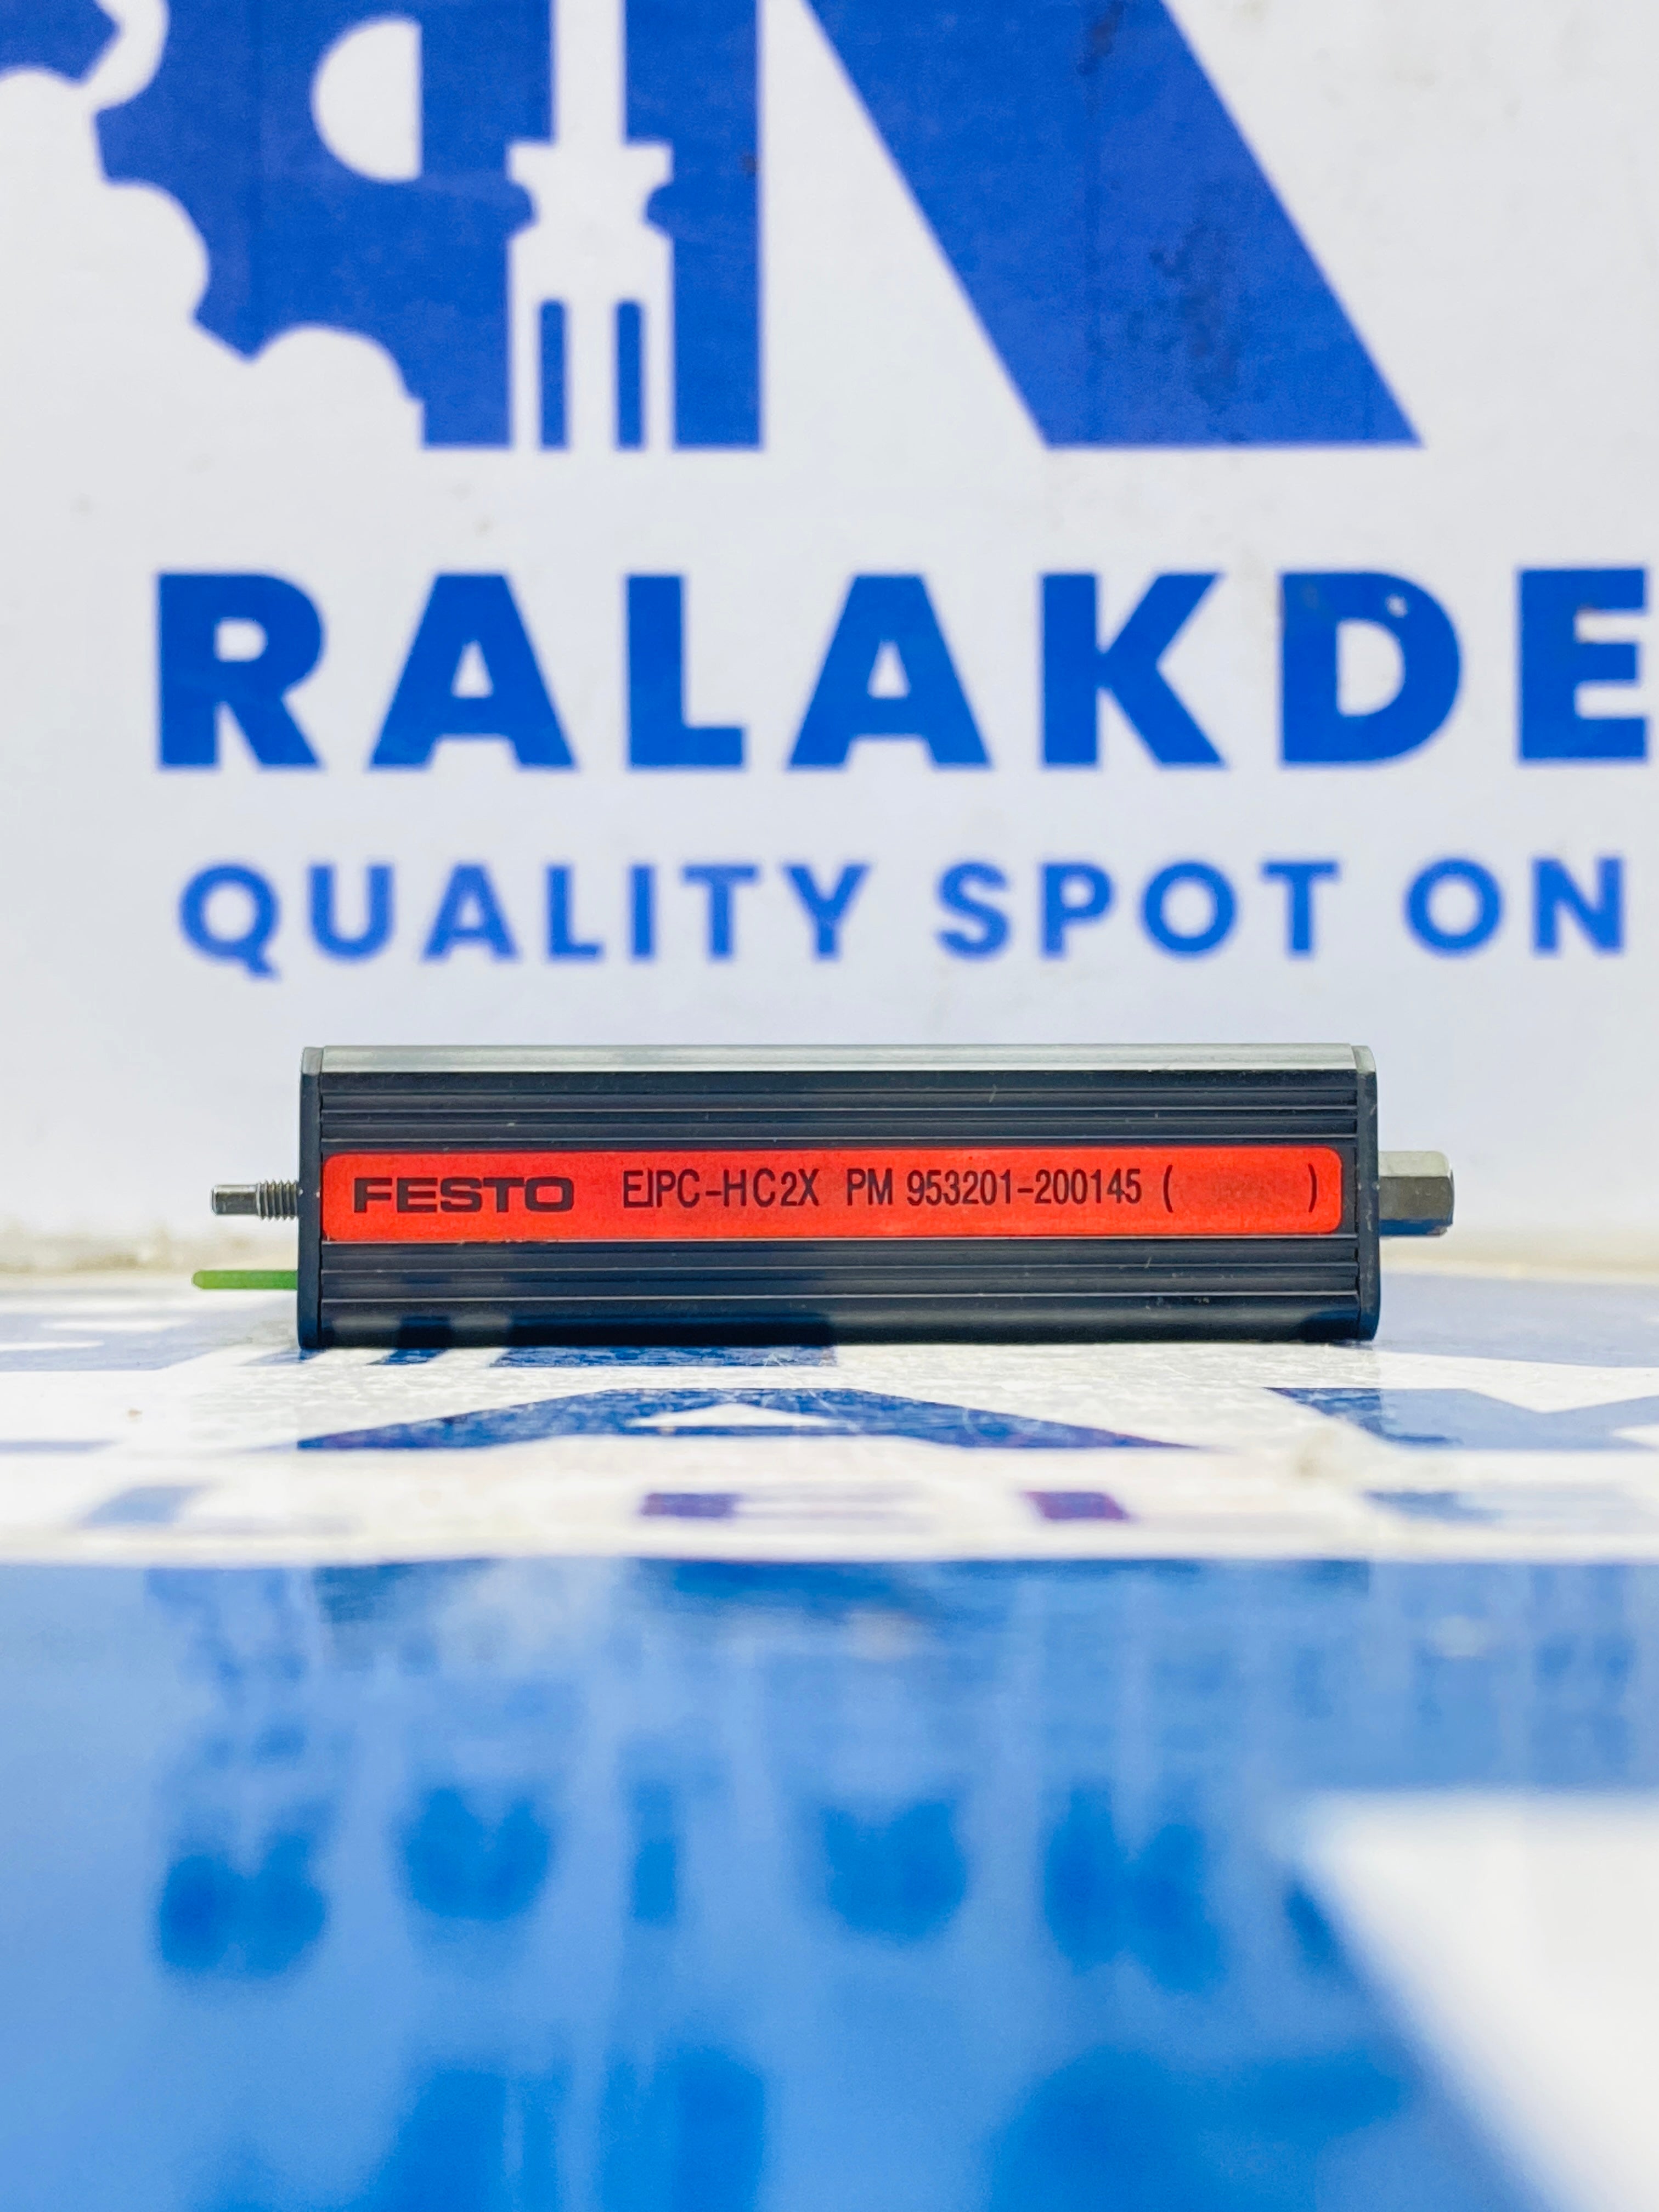 RALAKDE
QUALITY SPOT ON
FESTO EIPC-HC2X PM 953201-200145 ( )